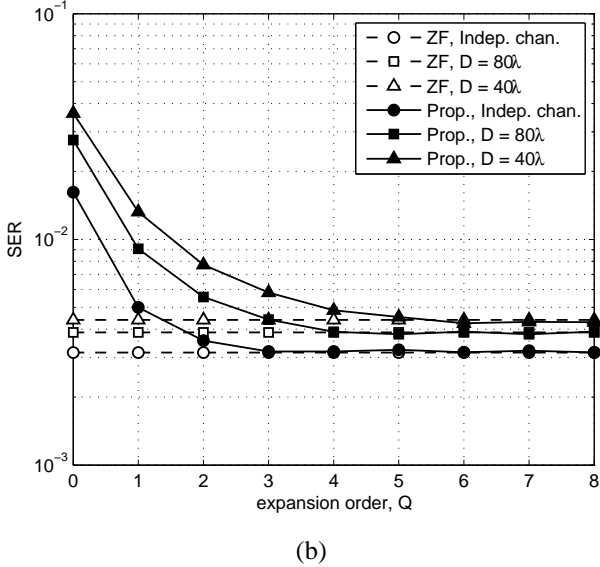 10⁻¹
ZF, Indep. chan.
ZF, D = 80λ
ZF, D = 40λ
Prop., Indep. chan.
Prop., D = 80λ
Prop., D = 40λ
10⁻²
SER
10⁻³
0 1 2 3 4 5 6 7 8
expansion order, Q
(b)